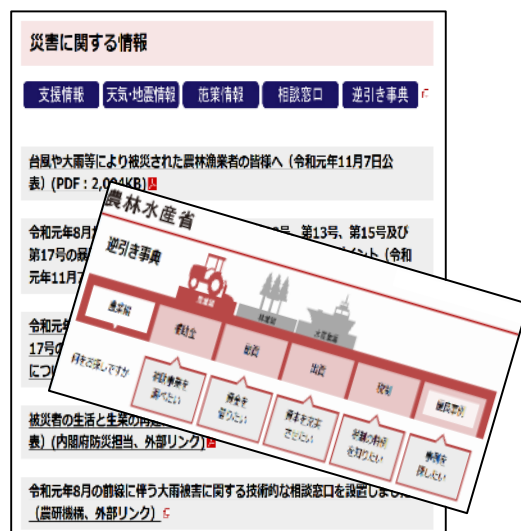 災害に関する情報
支援情報 天気･地震情報 施策情報 相談窓口 逆引き事典
台風や大雨等により被災された農林漁業者の皆様へ（令和元年11月7日公
表）(PDF：2,094KB)
令和元年8月 号、第13号、第15号及び
第17号の暴 イント（令和
元年11月7
令和元年
17号の
につい
被災者の生活と生業の再建
表）(内閣府防災担当、外部リンク)
令和元年8月の前線に伴う大雨被害に関する技術的な相談窓口を設置しました
（農研機構、外部リンク）
農林水産省
逆引き事典
農業編
林業編
水産業編
農業編 補助金 融資 出資 税制 優良事例
何をお探しですか
補助事業を
調べたい
資金を
借りたい
資本を充実
させたい
税制の特例
を知りたい
事例を
探したい